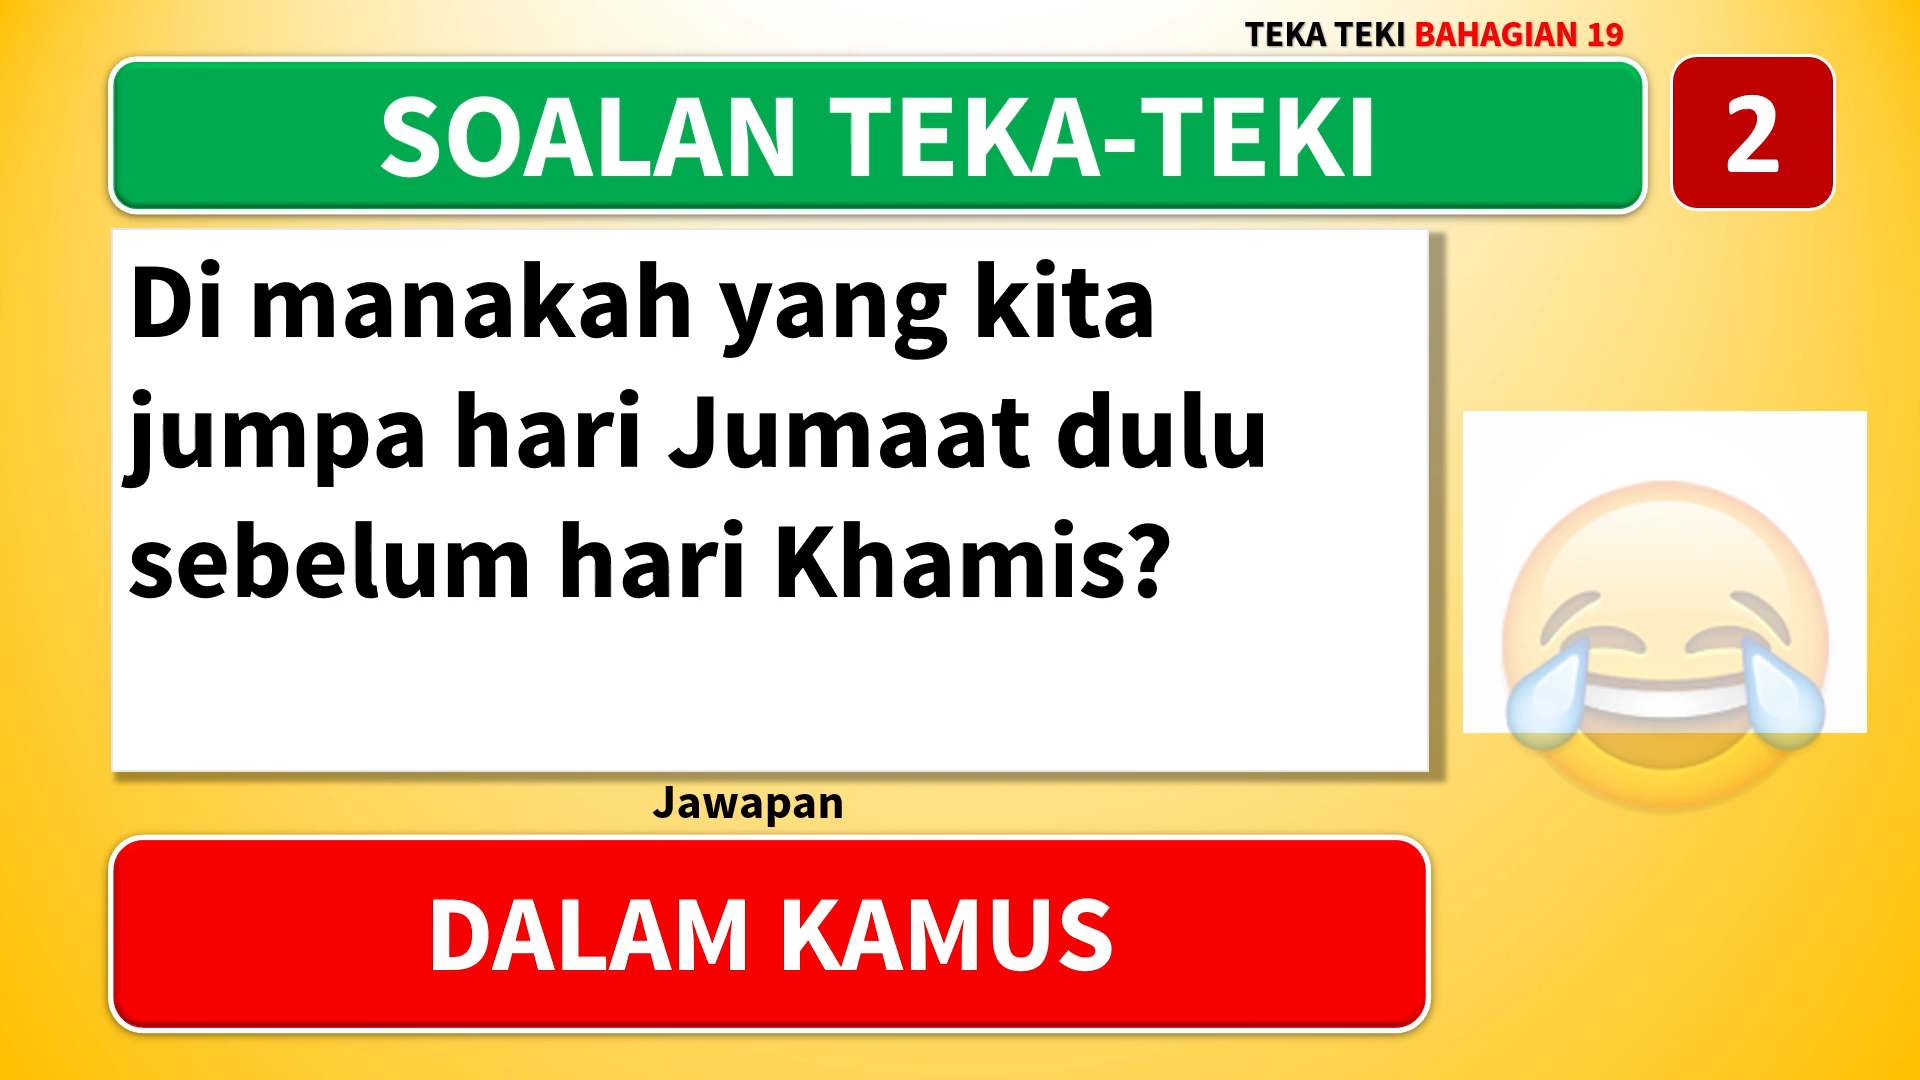 TEKA TEKI BAHAGIAN 19
SOALAN TEKA-TEKI
2
Di manakah yang kita
jumpa hari Jumaat dulu
sebelum hari Khamis?
Jawapan
DALAM KAMUS